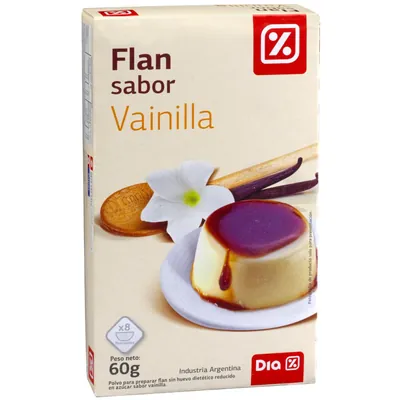 Flan
sabor
Vainilla
x8
Peso neto:
60g
Industria Argentina
Dia %
Polvo para preparar flan sin huevo dietético reducido
en azúcar sabor vainilla